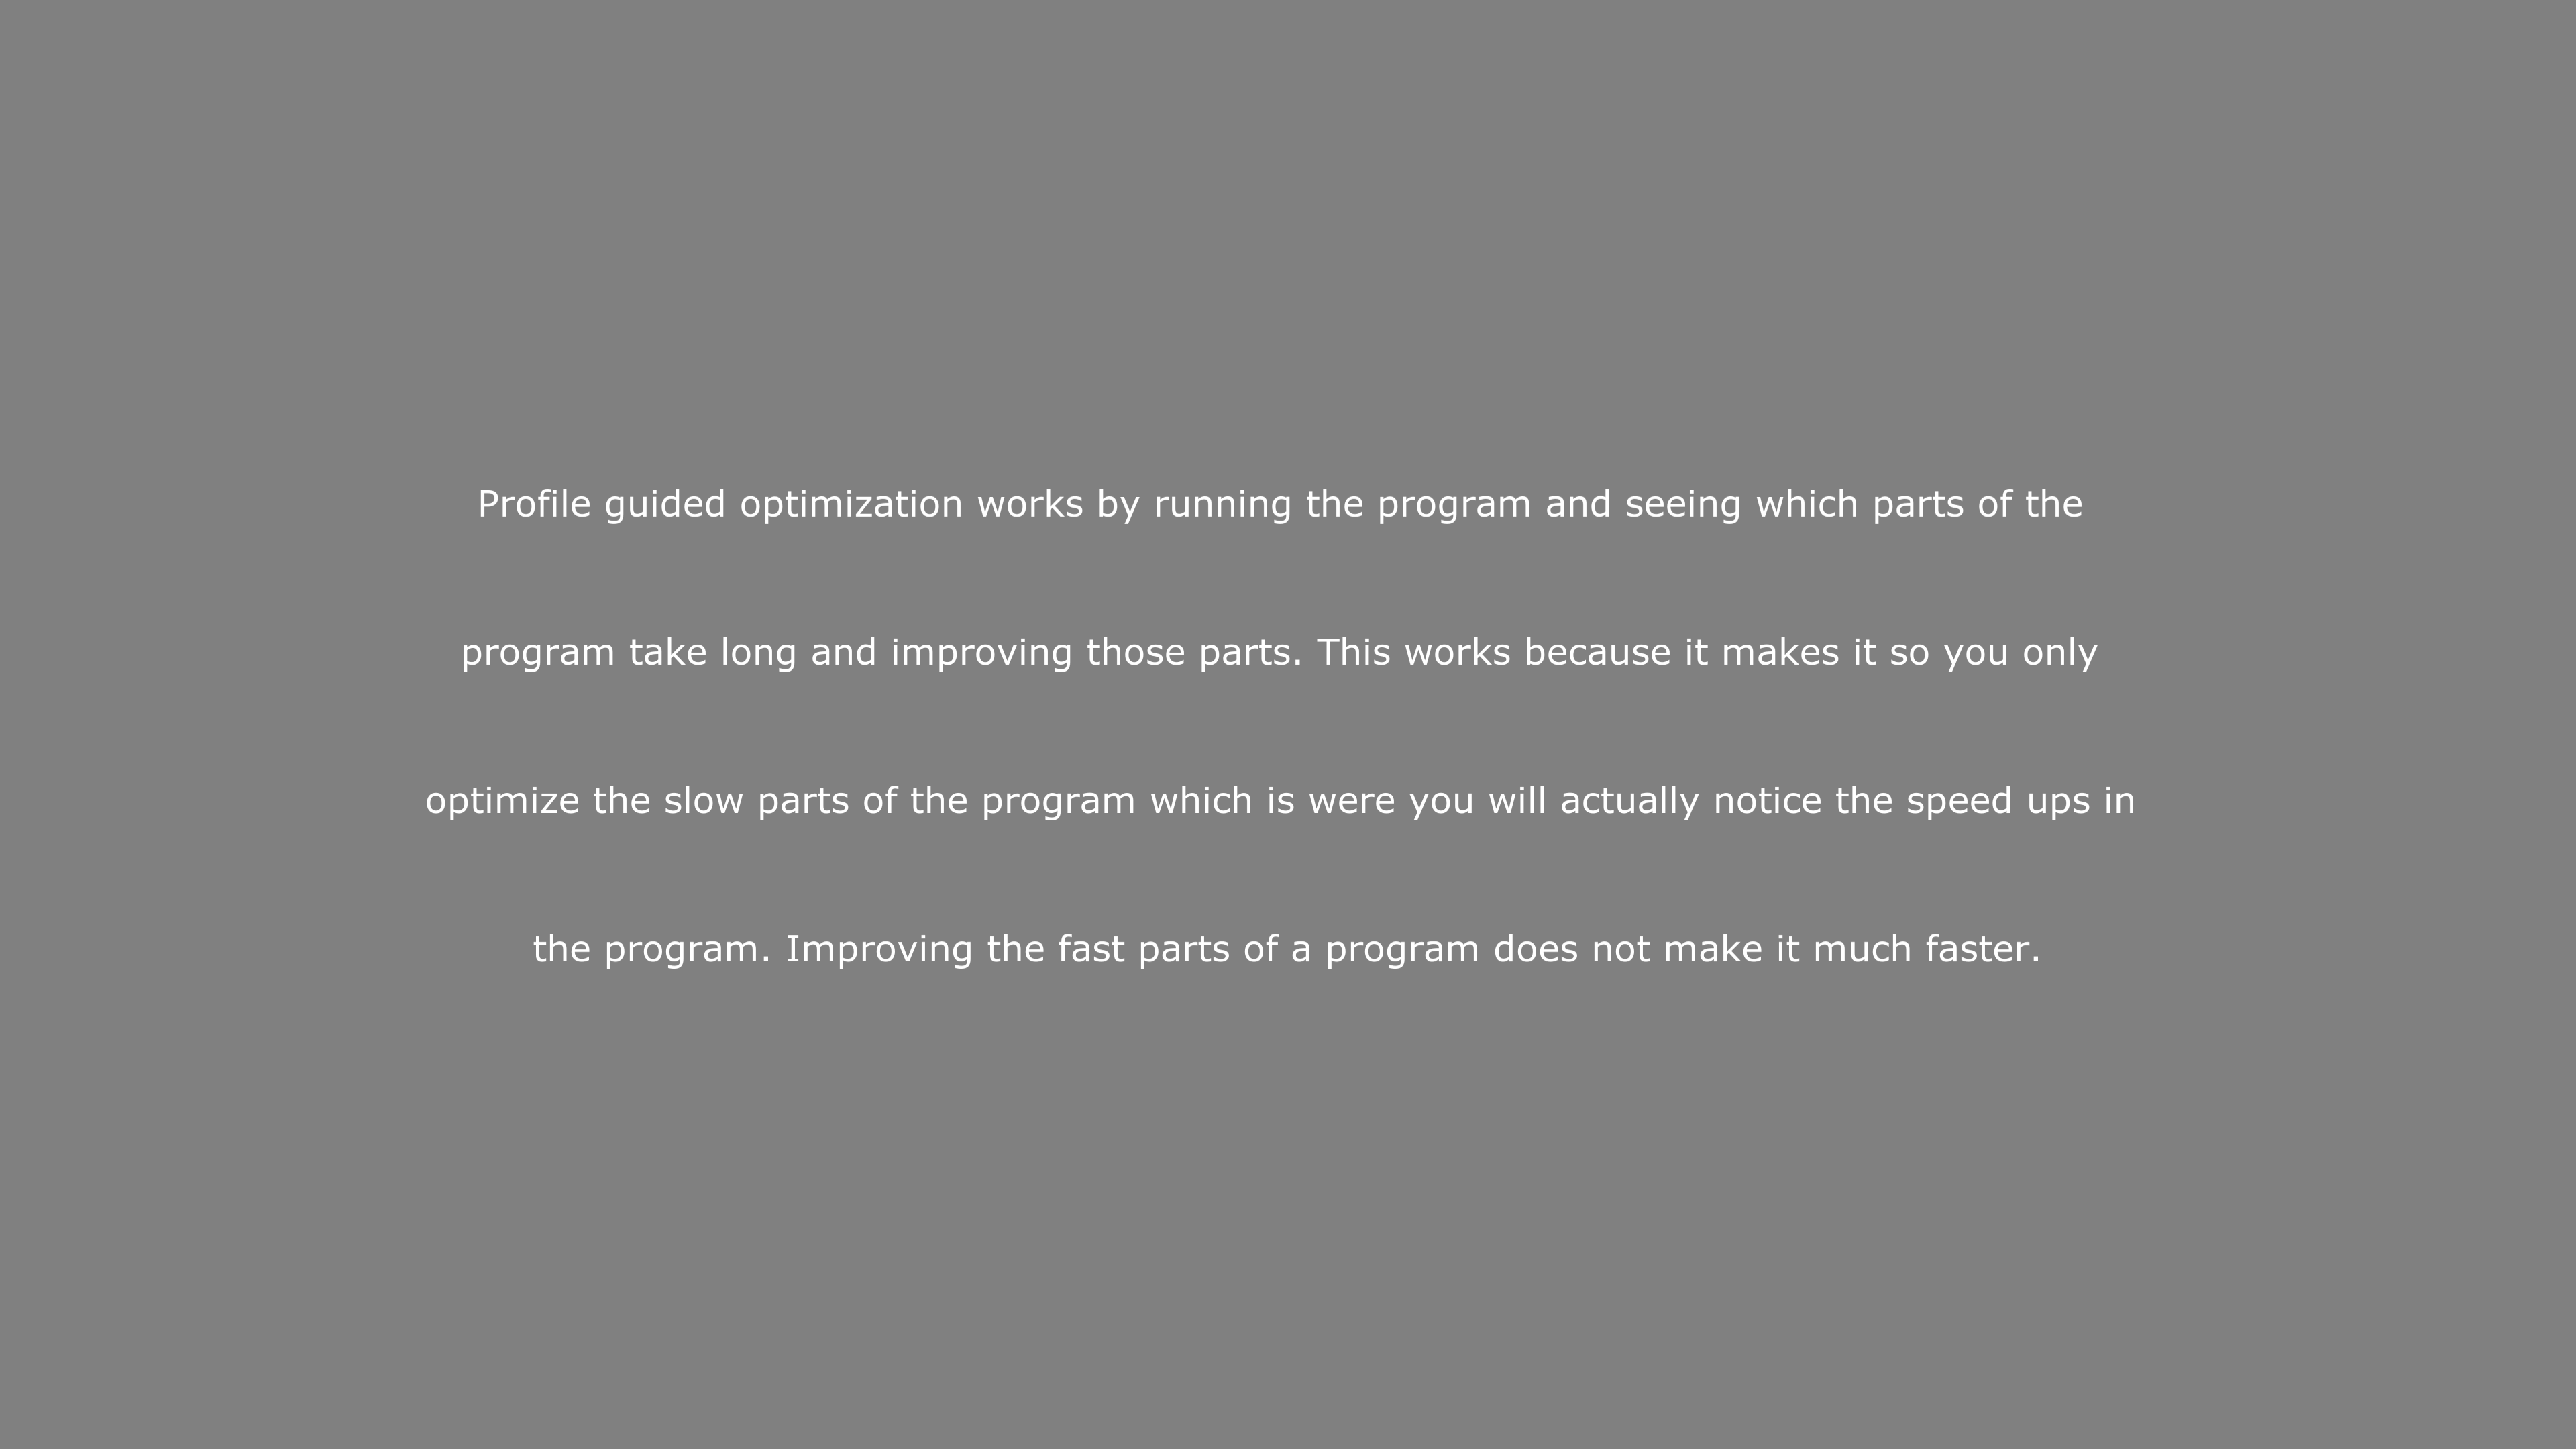 Profile guided optimization works by running the program and seeing which parts of the
program take long and improving those parts. This works because it makes it so you only
optimize the slow parts of the program which is were you will actually notice the speed ups in
the program. Improving the fast parts of a program does not make it much faster.